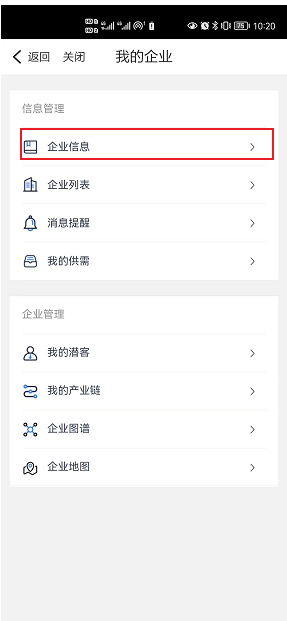 10:20
返回 关闭 我的企业
信息管理
企业信息
企业列表
消息提醒
我的供需
企业管理
我的潜客
我的产业链
企业图谱
企业地图